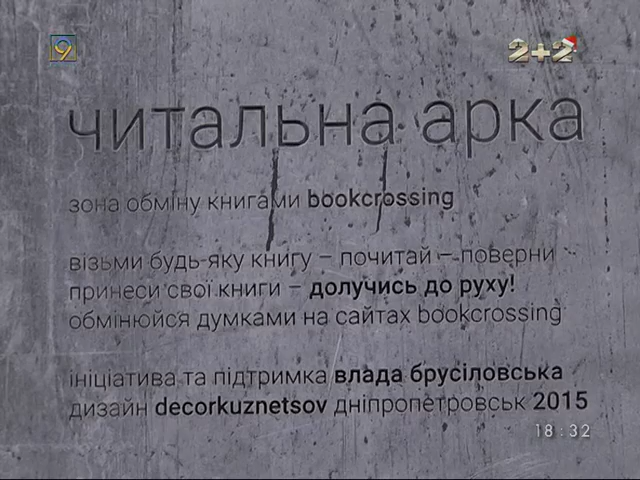 9
2+2
читальна арка
зона обміну книгами bookcrossing
візьми будь-яку книгу – почитай – поверни
принеси свої книги – долучись до руху!
обмінюйся думками на сайтах bookcrossing
ініціатива та підтримка влада брусіловська
дизайн decorkuznetsov дніпропетровськ 2015
18:32